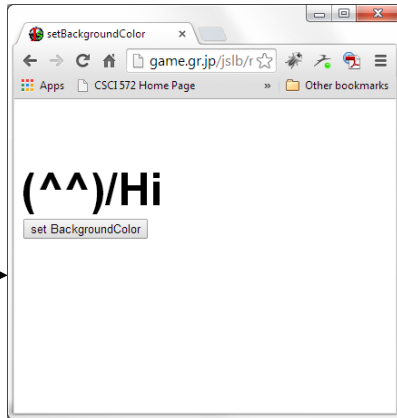 setBackgroundColor
game.gr.jp/jslb/r
Apps CSCI 572 Home Page » Other bookmarks
(^^)/Hi
set BackgroundColor